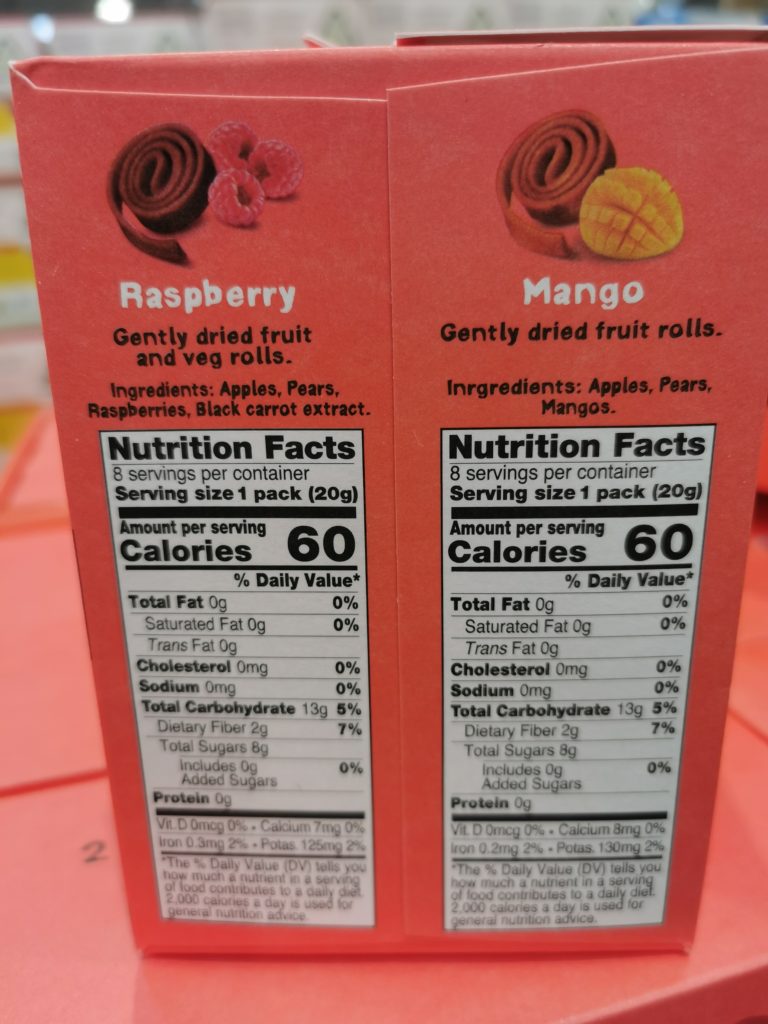 Raspberry
Gently dried fruit
and veg rolls.
Ingredients: Apples, Pears,
Raspberries, Black carrot extract.
Nutrition Facts
8 servings per container
Serving size 1 pack (20g)
Amount per serving
Calories 60
% Daily Value*
Total Fat 0g 0%
Saturated Fat 0g 0%
Trans Fat 0g
Cholesterol 0mg 0%
Sodium 0mg 0%
Total Carbohydrate 13g 5%
Dietary Fiber 2g 7%
Total Sugars 8g
Includes 0g 0%
Added Sugars
Protein 0g
Vit. D 0mcg 0% • Calcium 7mg 0%
Iron 0.3mg 2% • Potas. 125mg 2%
*The % Daily Value (DV) tells you
how much a nutrient in a serving
of food contributes to a daily diet.
2,000 calories a day is used for
general nutrition advice.
Mango
Gently dried fruit rolls.
Inrgredients: Apples, Pears,
Mangos.
Nutrition Facts
8 servings per container
Serving size 1 pack (20g)
Amount per serving
Calories 60
% Daily Value*
Total Fat 0g 0%
Saturated Fat 0g 0%
Trans Fat 0g
Cholesterol 0mg 0%
Sodium 0mg 0%
Total Carbohydrate 13g 5%
Dietary Fiber 2g 7%
Total Sugars 8g
Includes 0g 0%
Added Sugars
Protein 0g
Vit. D 0mcg 0% • Calcium 8mg 0%
Iron 0.2mg 2% • Potas. 130mg 2%
*The % Daily Value (DV) tells you
how much a nutrient in a serving
of food contributes to a daily diet.
2,000 calories a day is used for
general nutrition advice.
2